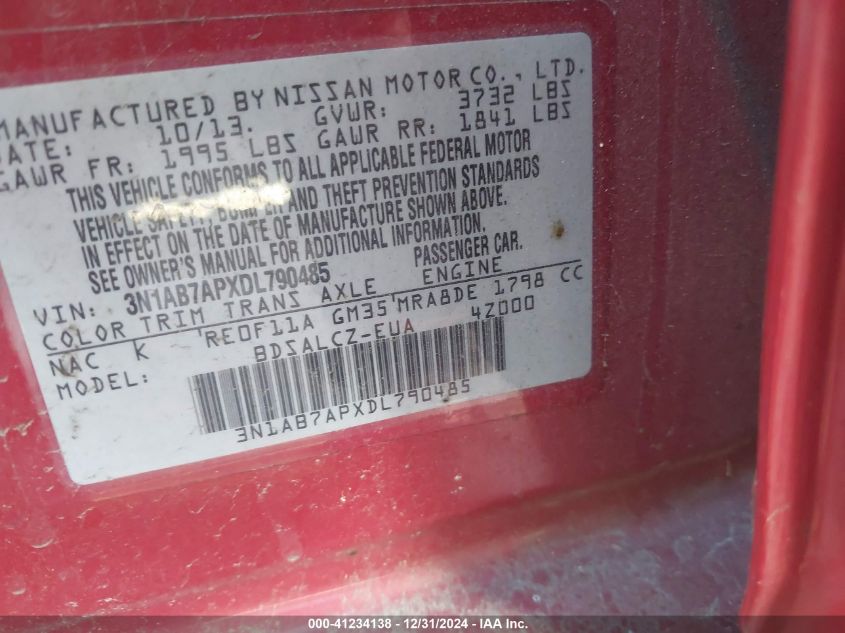 MANUFACTURED BY NISSAN MOTOR CO., LTD.
DATE: 10/13. GVWR: 3732 LBS
GAWR FR: 1995 LBS GAWR RR: 1841 LBS
THIS VEHICLE CONFORMS TO ALL APPLICABLE FEDERAL MOTOR
VEHICLE SAFETY, BUMPER AND THEFT PREVENTION STANDARDS
IN EFFECT ON THE DATE OF MANUFACTURE SHOWN ABOVE.
SEE OWNER'S MANUAL FOR ADDITIONAL INFORMATION.
VIN: 3N1AB7APXDL790485 PASSENGER CAR.
COLOR TRIM TRANS AXLE ENGINE
NAC K RE0F11A GM35 MRA8DE 1798 CC
MODEL: BDSALCZ-EUA 42000
3N1AB7APXDL790485
000-41234138 - 12/31/2024 - IAA Inc.